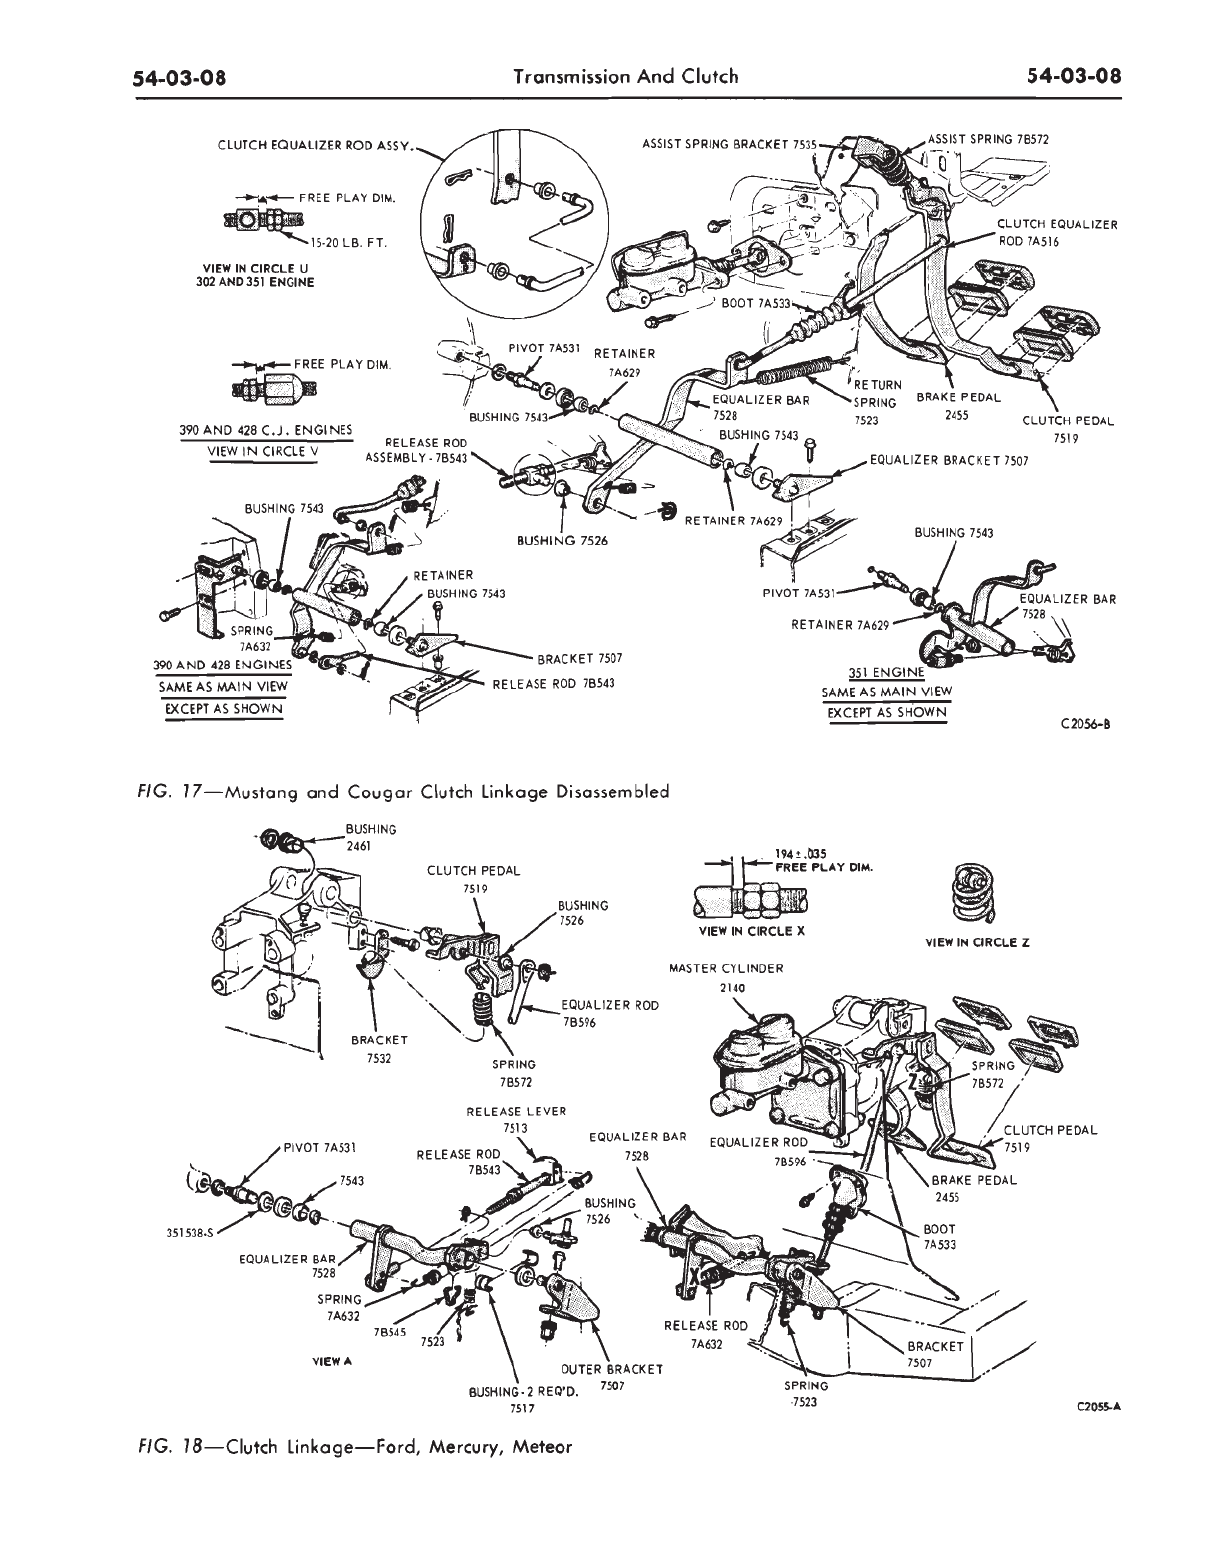 54-03-08 Transmission And Clutch 54-03-08
CLUTCH EQUALIZER ROD ASSY.
ASSIST SPRING BRACKET 7535
ASSIST SPRING 7B572
FREE PLAY DIM.
15-20 LB. FT.
VIEW IN CIRCLE U
302 AND 351 ENGINE
CLUTCH EQUALIZER
ROD 7A516
BOOT 7A533
PIVOT 7A531
RETAINER
7A629
FREE PLAY DIM.
390 AND 428 C.J. ENGINES
VIEW IN CIRCLE V
BUSHING 7543
EQUALIZER BAR
7528
RETURN
SPRING
7523
BRAKE PEDAL
2455
CLUTCH PEDAL
7519
RELEASE ROD
ASSEMBLY-7B543
BUSHING 7543
EQUALIZER BRACKET 7507
BUSHING 7543
BUSHING 7526
RETAINER 7A629
BUSHING 7543
RETAINER
BUSHING 7543
PIVOT 7A531
EQUALIZER BAR
7528
RETAINER 7A629
SPRING
7A632
390 AND 428 ENGINES
SAME AS MAIN VIEW
EXCEPT AS SHOWN
BRACKET 7507
RELEASE ROD 7B543
351 ENGINE
SAME AS MAIN VIEW
EXCEPT AS SHOWN
C2056-B
FIG. 17—Mustang and Cougar Clutch Linkage Disassembled
BUSHING
2461
CLUTCH PEDAL
7519
BUSHING
7526
194±.035
FREE PLAY DIM.
VIEW IN CIRCLE X
VIEW IN CIRCLE Z
MASTER CYLINDER
2140
EQUALIZER ROD
7B596
BRACKET
7532
SPRING
7B572
SPRING
7B572
Z
RELEASE LEVER
7513
PIVOT 7A531
RELEASE ROD
7B543
EQUALIZER BAR
7528
EQUALIZER ROD
7B596
CLUTCH PEDAL
7519
BRAKE PEDAL
2455
7543
BUSHING
7526
351538-S
BOOT
7A533
EQUALIZER BAR
7528
X
SPRING
7A632
7B545
7523
RELEASE ROD
7A632
BRACKET
7507
VIEW A
OUTER BRACKET
7507
BUSHING-2 REQ'D.
7517
SPRING
7523
C2055-A
FIG. 18—Clutch Linkage—Ford, Mercury, Meteor